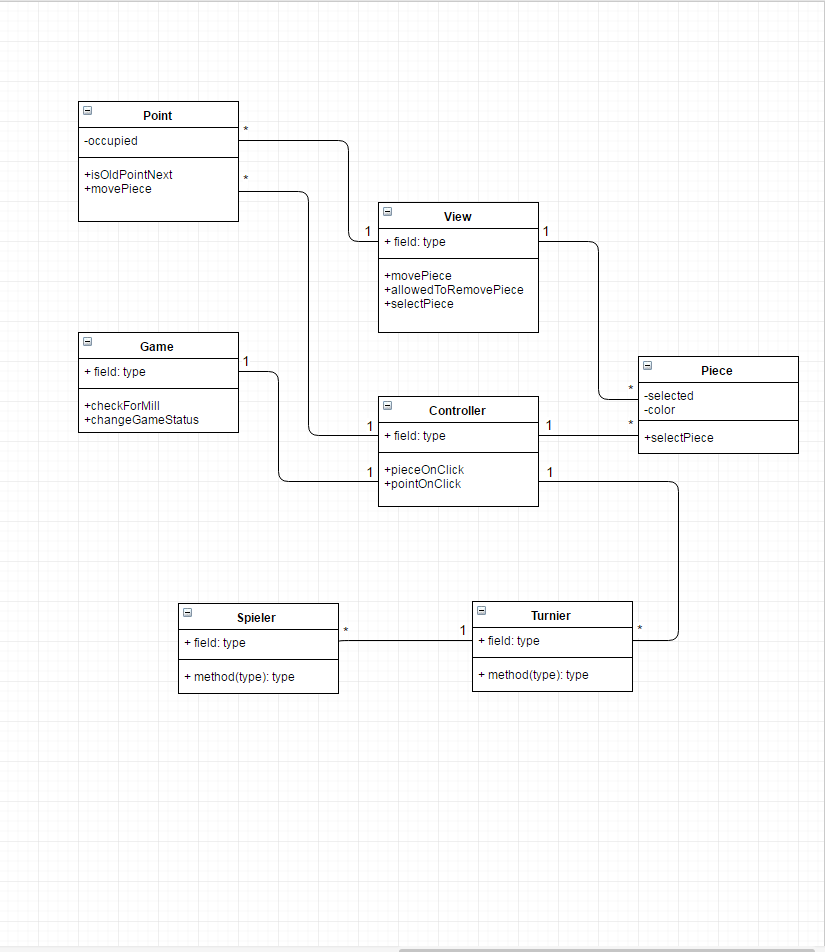 Point
-occupied
+isOldPointNext
+movePiece
*
*
1
View
+ field: type
+movePiece
+allowedToRemovePiece
+selectPiece
1
Game
+ field: type
+checkForMill
+changeGameStatus
1
1
1
Controller
+ field: type
+pieceOnClick
+pointOnClick
1
1
*
*
Piece
-selected
-color
+selectPiece
Spieler
+ field: type
+ method(type): type
*
1
Turnier
+ field: type
+ method(type): type
*